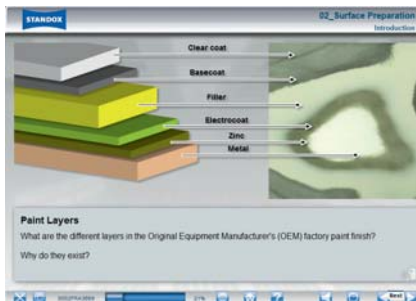 STANDOX
02_Surface Preparation
Introduction
Clear coat
Basecoat
Filler
Electrocoat
Zinc
Metal
Paint Layers
What are the different layers in the Original Equipment Manufacturer's (OEM) factory paint finish?
Why do they exist?
Next